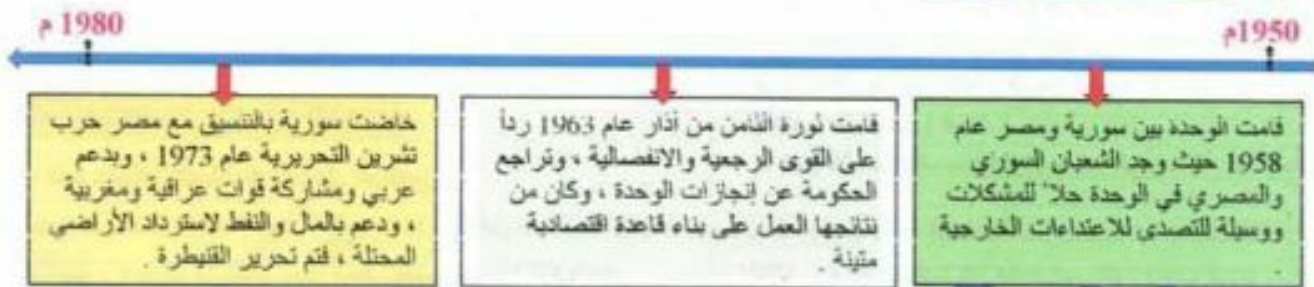 1950م
1980 م
قامت الوحدة بين سورية ومصر عام
1958 حيث وجد الشعبان السوري
والمصري في الوحدة حلاً للمشكلات
ووسيلة للتصدي للاعتداءات الخارجية
.
قامت ثورة الثامن من آذار عام 1963 رداً
على القوى الرجعية والانفصالية ، وتراجع
الحكومة عن إنجازات الوحدة ، وكان من
نتائجها العمل على بناء قاعدة اقتصادية
متينة .
خاضت سورية بالتنسيق مع مصر حرب
تشرين التحريرية عام 1973 ، وبدعم
عربي ومشاركة قوات عراقية ومغربية
، ودعم بالمال والنفط لاسترداد الأراضي
المحتلة ، فتم تحرير القنيطرة .